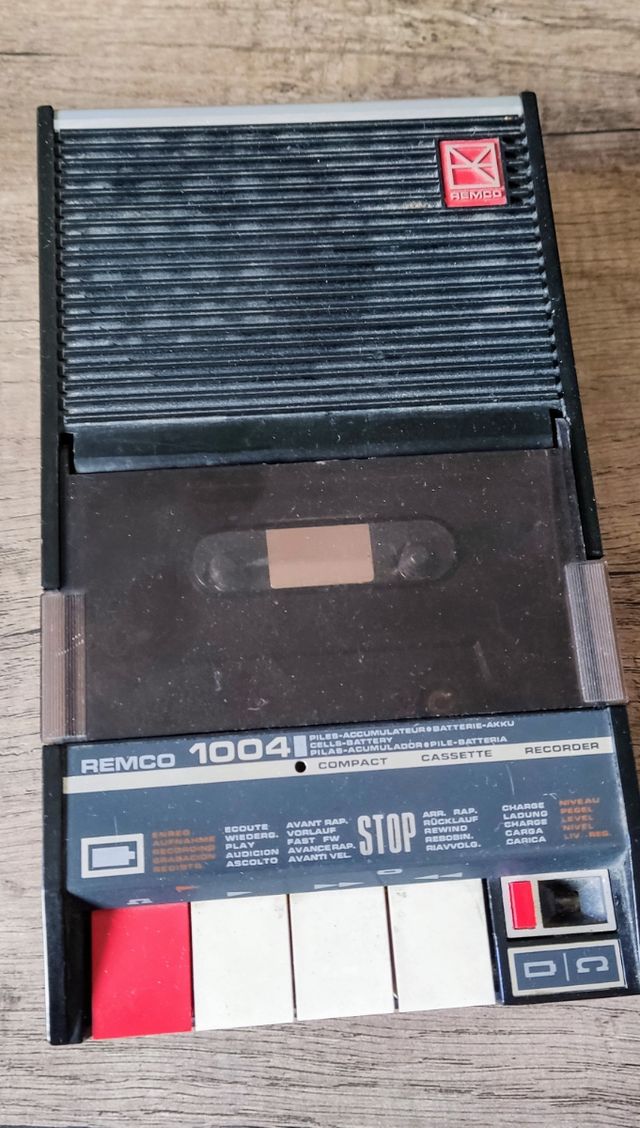 REMCO
REMCO 1004
PILES-ACCUMULATEUR•BATTERIE-AKKU
CELLS-BATTERY
PILAS-ACUMULADOR•PILE-BATTERIA
COMPACT CASSETTE RECORDER
ENREG
AUFNAHME
RECORDING
GRABACION
REGISTR.
ECOUTE
WIEDERG.
PLAY
AUDICION
ASCOLTO
AVANT RAP.
VORLAUF
FAST FW
AVANCERAP.
AVANTI VEL.
STOP
ARR. RAP.
RÜCKLAUF
REWIND
REBOBIN.
RIAVVOLG.
CHARGE
LADUNG
CHARGE
CARGA
CARICA
NIVEAU
PEGEL
LEVEL
NIVEL
LIV. REG.
C
D